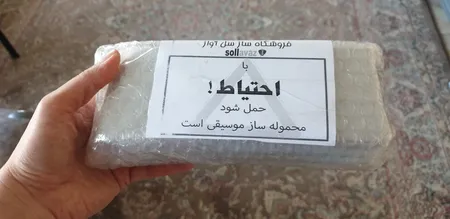 فروشگاه ساز سل آواز
sollavaz
با
احتیاط!
حمل شود
محموله ساز موسیقی است